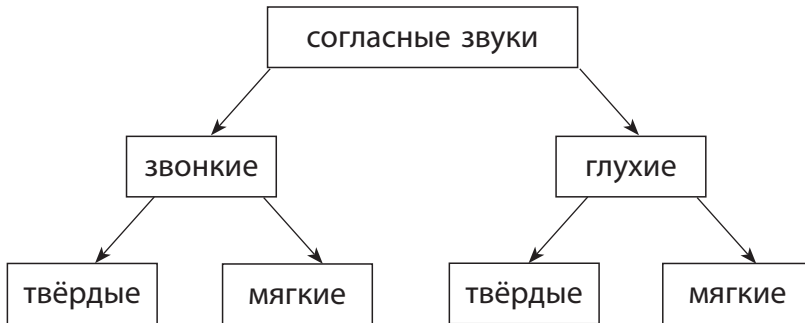 согласные звуки
звонкие
глухие
твёрдые
мягкие
твёрдые
мягкие